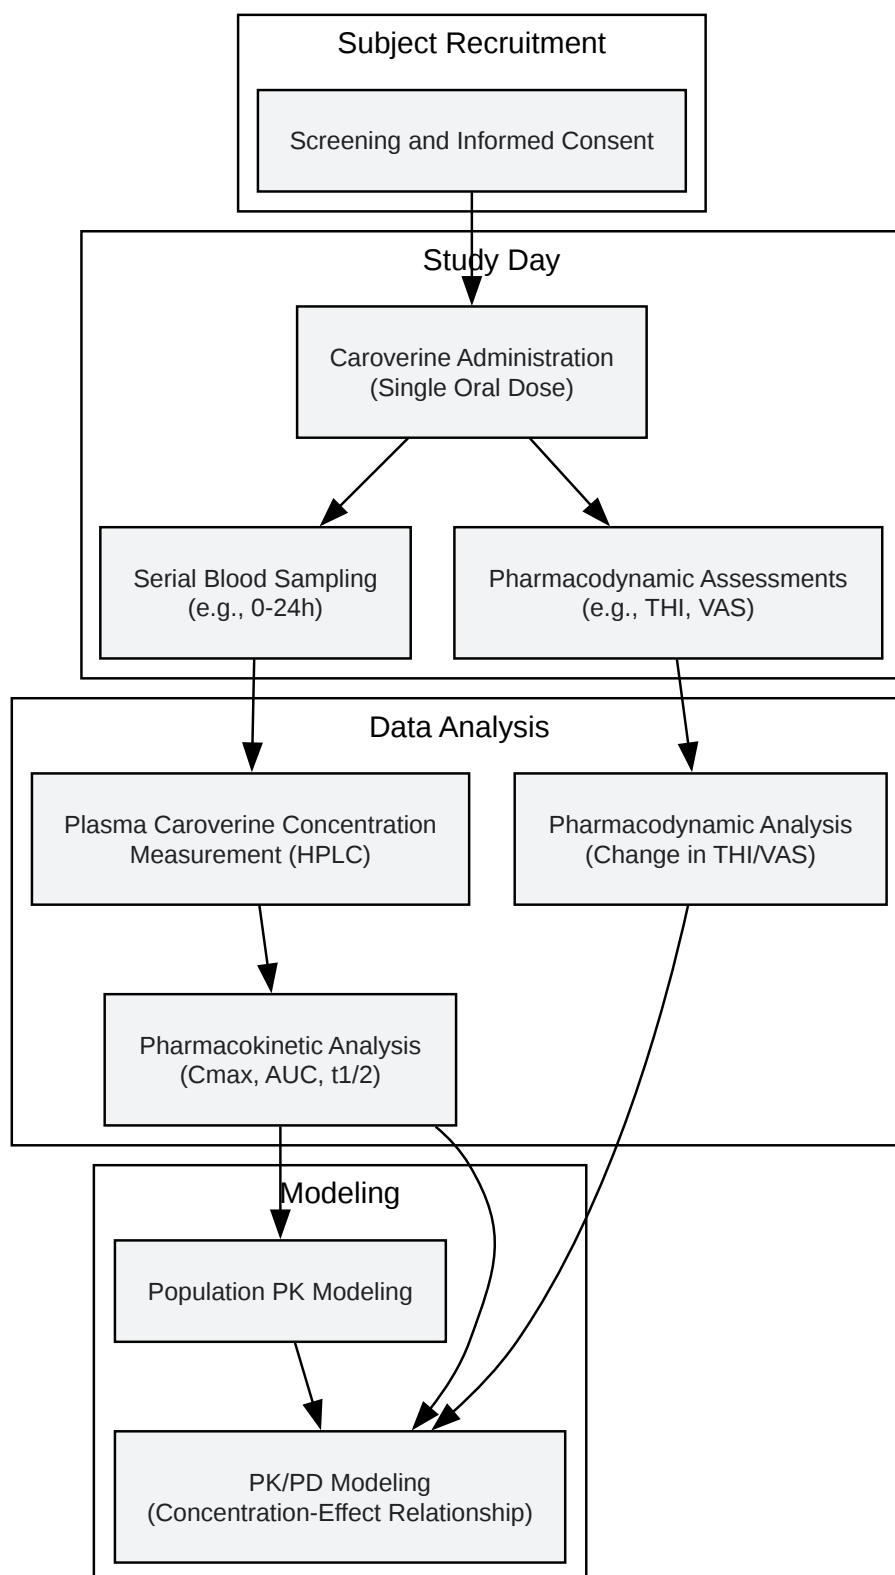 Subject Recruitment
Screening and Informed Consent
Study Day
Caroverine Administration
(Single Oral Dose)
Serial Blood Sampling
(e.g., 0-24h)
Pharmacodynamic Assessments
(e.g., THI, VAS)
Data Analysis
Plasma Caroverine Concentration
Measurement (HPLC)
Pharmacodynamic Analysis
(Change in THI/VAS)
Pharmacokinetic Analysis
(Cmax, AUC, t1/2)
Modeling
Population PK Modeling
PK/PD Modeling
(Concentration-Effect Relationship)